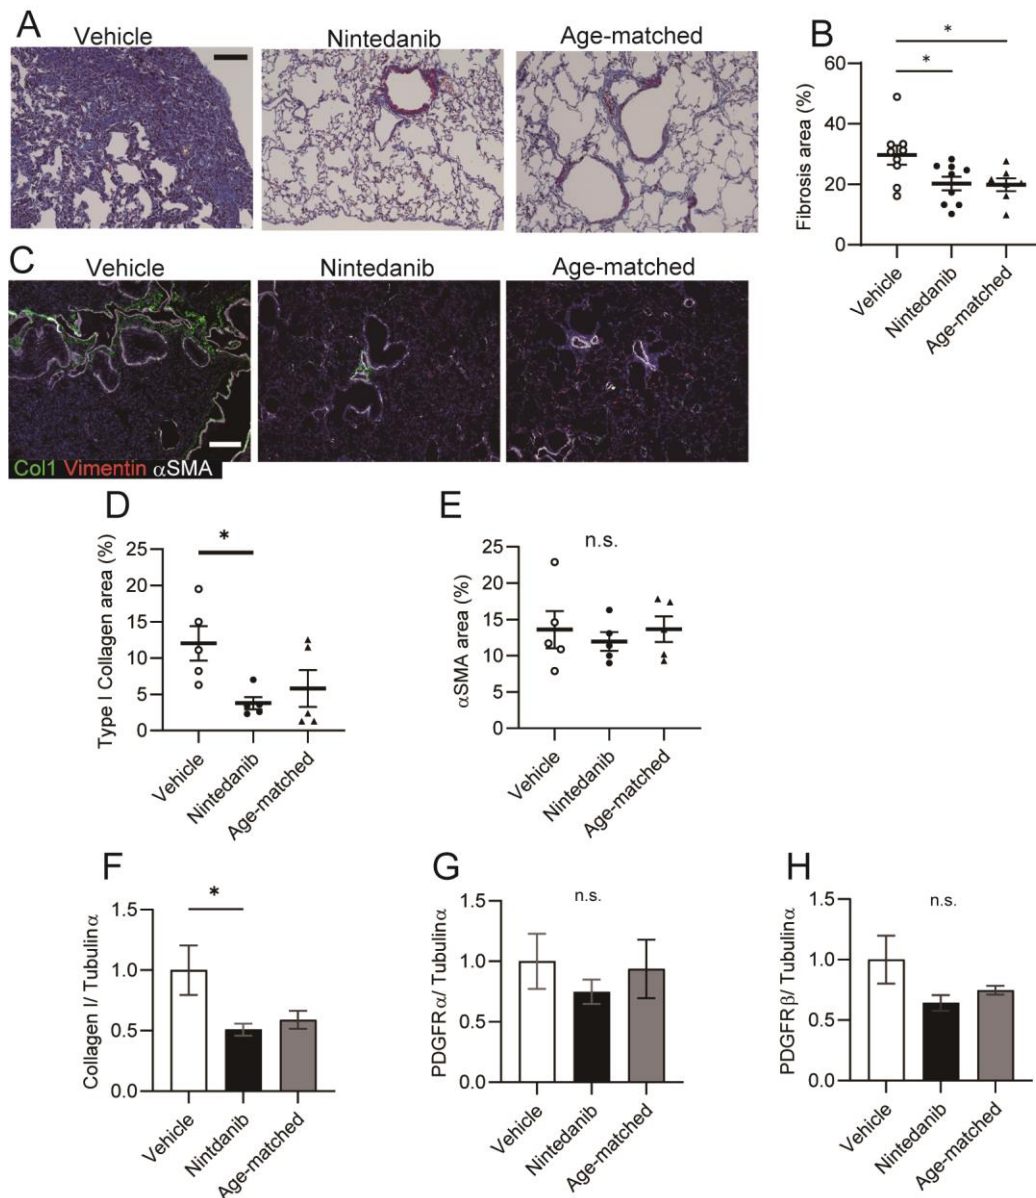 A
Vehicle
Nintedanib
Age-matched
B
*
*
Fibrosis area (%)
60
40
20
0
Vehicle
Nintedanib
Age-matched
C
Vehicle
Nintedanib
Age-matched
Col1 Vimentin αSMA
D
*
Type I Collagen area (%)
25
20
15
10
5
0
Vehicle
Nintedanib
Age-matched
E
n.s.
αSMA area (%)
25
20
15
10
5
0
Vehicle
Nintedanib
Age-matched
F
*
Collagen I/ Tubulinα
1.5
1.0
0.5
0.0
Vehicle
Nintdanib
Age-matched
G
n.s.
PDGFRα/ Tubulinα
1.5
1.0
0.5
0.0
Vehicle
Nintedanib
Age-matched
H
n.s.
PDGFRβ/ Tubulinα
1.5
1.0
0.5
0.0
Vehicle
Nintedanib
Age-matched